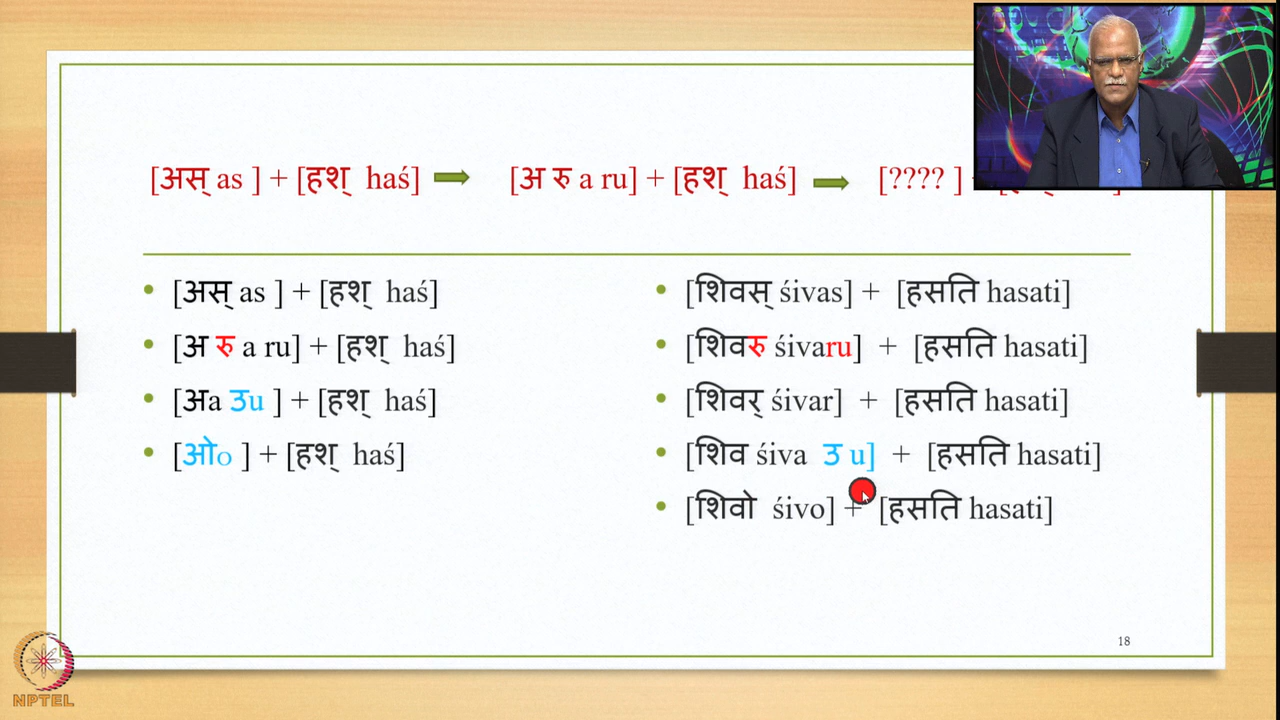 [अस् as ] + [हश् haś] [अ रु a ru] + [हश् haś] [???? ]
• [अस् as ] + [हश् haś]
• [अ रु a ru] + [हश् haś]
• [अa उu ] + [हश् haś]
• [ओo ] + [हश् haś]
• [शिवस् śivas] + [हसति hasati]
• [शिवरु śivaru] + [हसति hasati]
• [शिवर् śivar] + [हसति hasati]
• [शिव śiva उ u] + [हसति hasati]
• [शिवो śivo] + [हसति hasati]
18
NPTEL